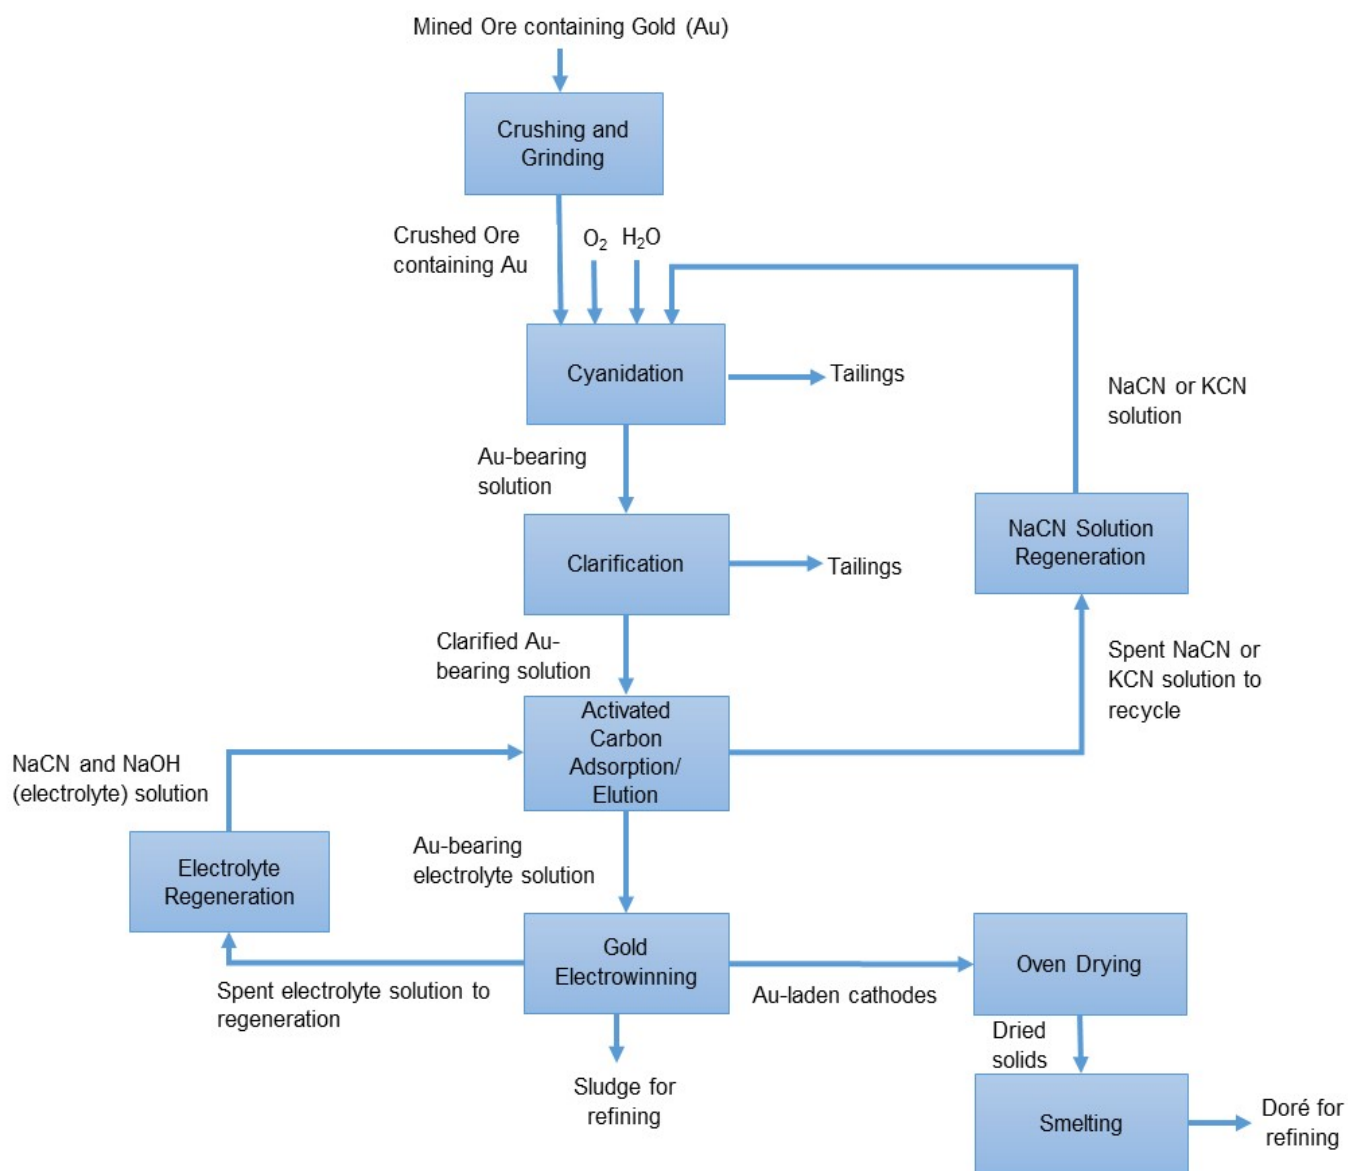 Mined Ore containing Gold (Au)
Crushing and
Grinding
Crushed Ore
containing Au
O₂
H₂O
Cyanidation
Tailings
NaCN or KCN
solution
Au-bearing
solution
NaCN Solution
Regeneration
Clarification
Tailings
Clarified Au-
bearing solution
Spent NaCN or
KCN solution to
recycle
Activated
Carbon
Adsorption/
Elution
NaCN and NaOH
(electrolyte) solution
Au-bearing
electrolyte solution
Electrolyte
Regeneration
Gold
Electrowinning
Oven Drying
Spent electrolyte solution to
regeneration
Au-laden cathodes
Dried
solids
Sludge for
refining
Smelting
Doré for
refining